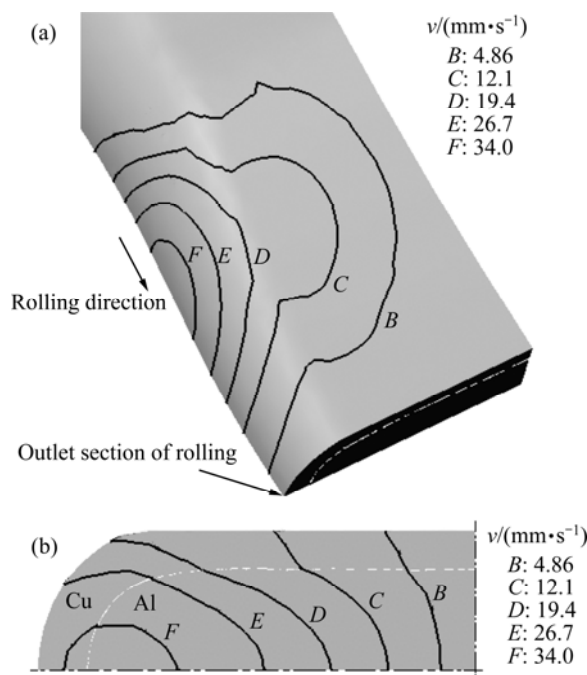 (a)
v/(mm•s⁻¹)
B: 4.86
C: 12.1
D: 19.4
E: 26.7
F: 34.0
F
E
D
C
B
Rolling direction
Outlet section of rolling
(b)
v/(mm•s⁻¹)
B: 4.86
C: 12.1
D: 19.4
E: 26.7
F: 34.0
Cu
Al
F
E
D
C
B